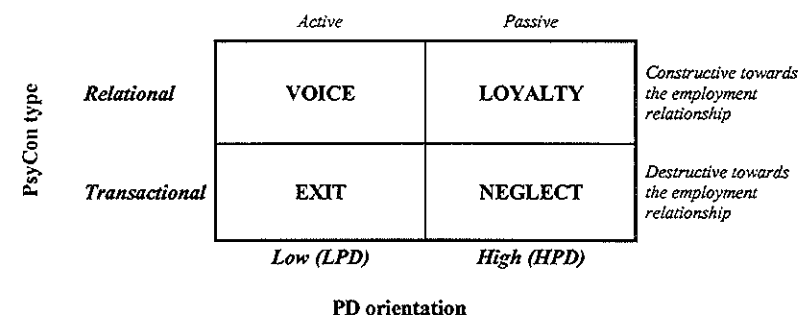 Active Passive
PsyCon type
Relational VOICE LOYALTY Constructive towards
the employment
relationship
Transactional EXIT NEGLECT Destructive towards
the employment
relationship
Low (LPD) High (HPD)
PD orientation